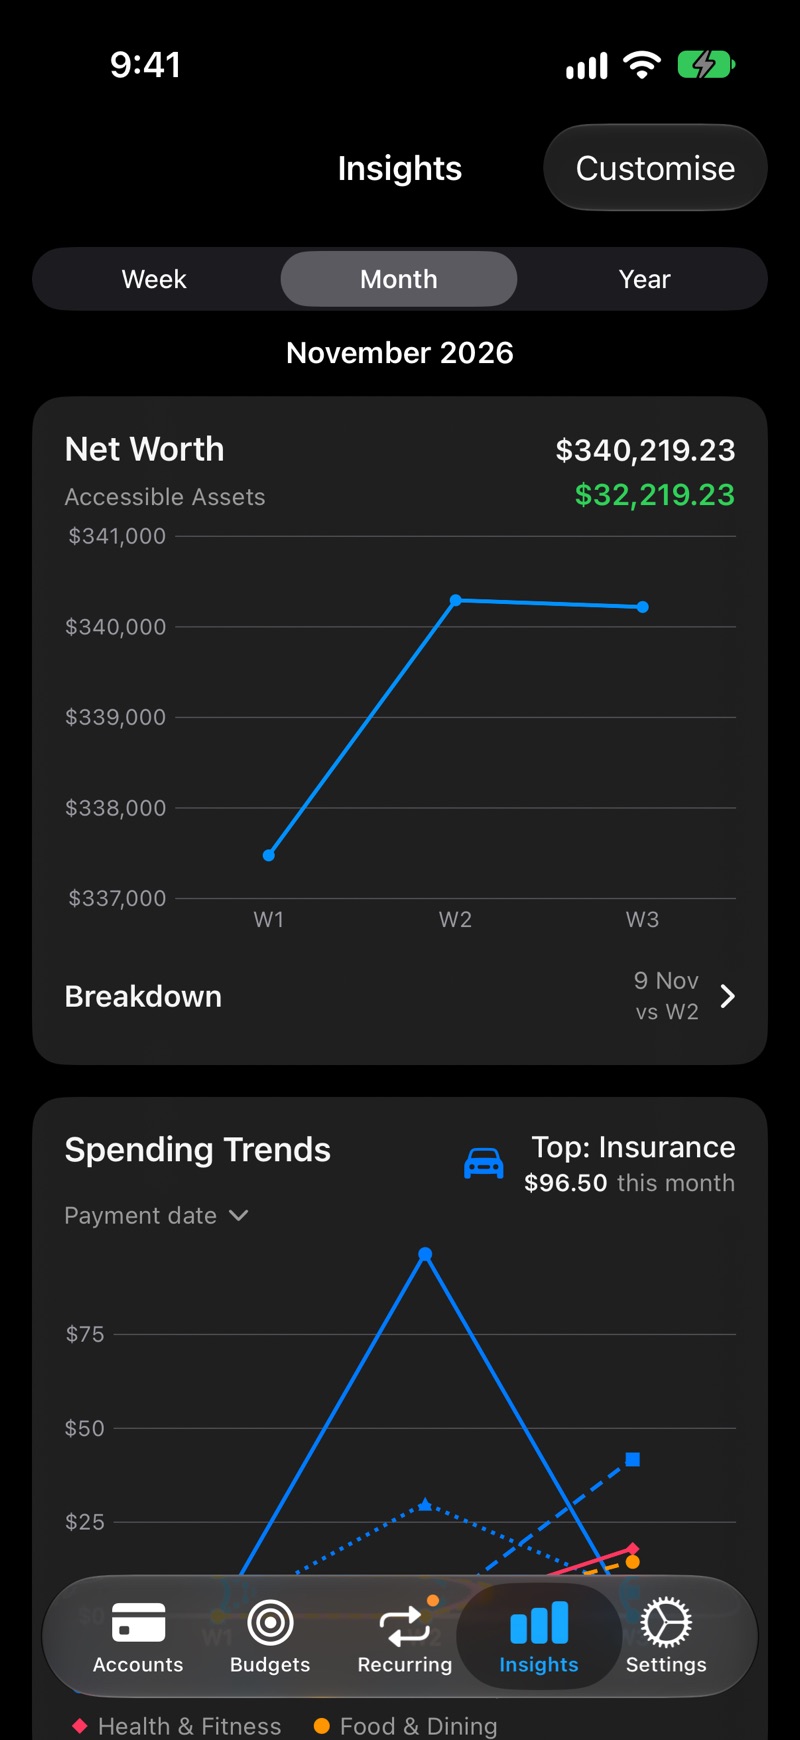 9:41
Insights
Customise
Week
Month
Year
November 2026
Net Worth
$340,219.23
Accessible Assets
$32,219.23
$341,000
$340,000
$339,000
$338,000
$337,000
W1
W2
W3
Breakdown
9 Nov
vs W2
Spending Trends
Top: Insurance
$96.50 this month
Payment date
$75
$50
$25
$0
W1
Accounts
Budgets
Recurring
Insights
Settings
Health & Fitness
Food & Dining